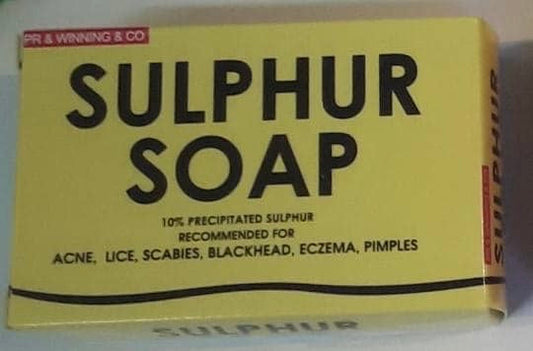 PR & WINNING & CO
SULPHUR
SOAP
10% PRECIPITATED SULPHUR
RECOMMENDED FOR
ACNE, LICE, SCABIES, BLACKHEAD, ECZEMA, PIMPLES
SULPHUR
SULPHUR